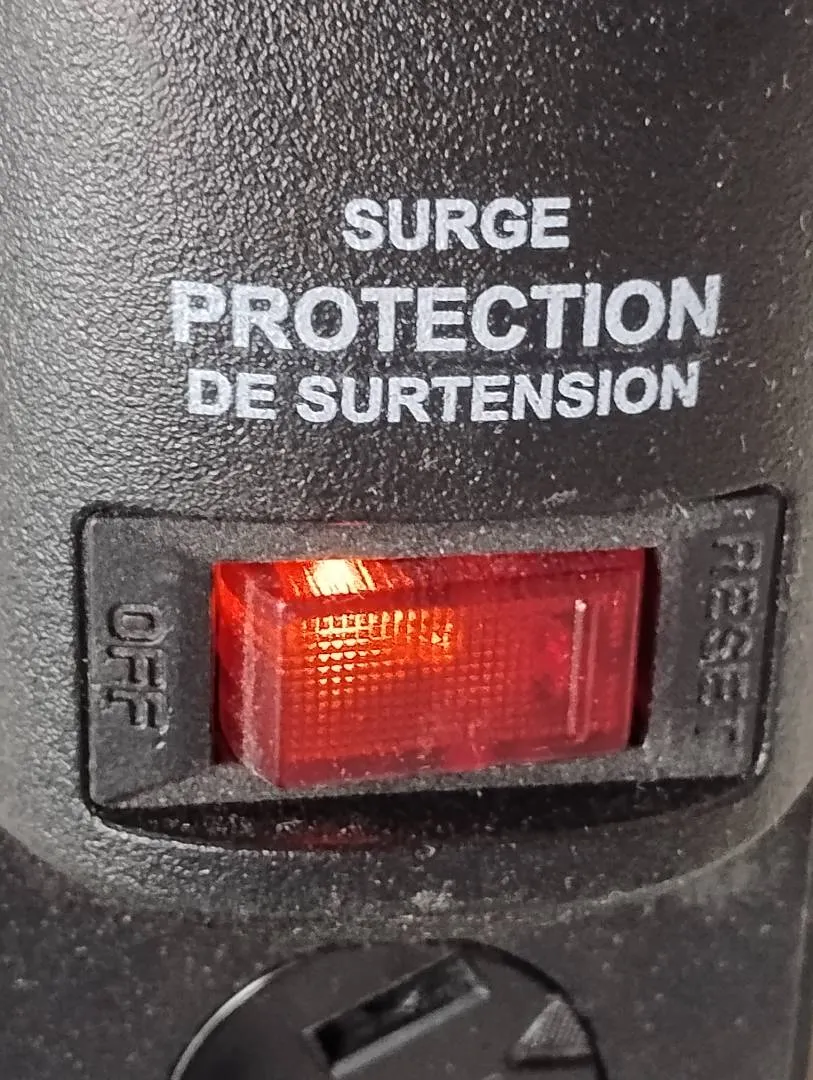 SURGE
PROTECTION
DE SURTENSION
OFF
RESET